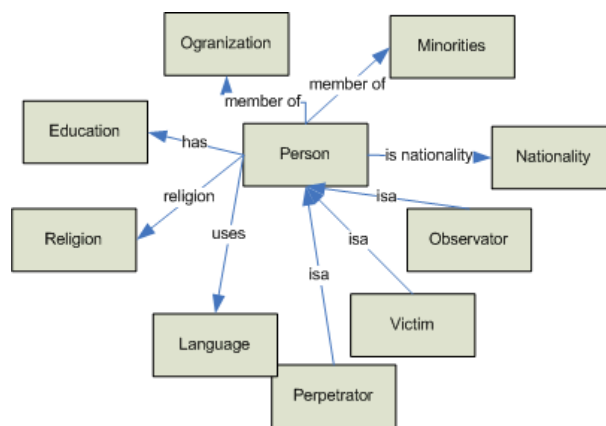 Ogranization
Minorities
member of
member of
Education
has
Person
is nationality
Nationality
religion
isa
Religion
uses
isa
Observator
isa
Victim
Language
Perpetrator